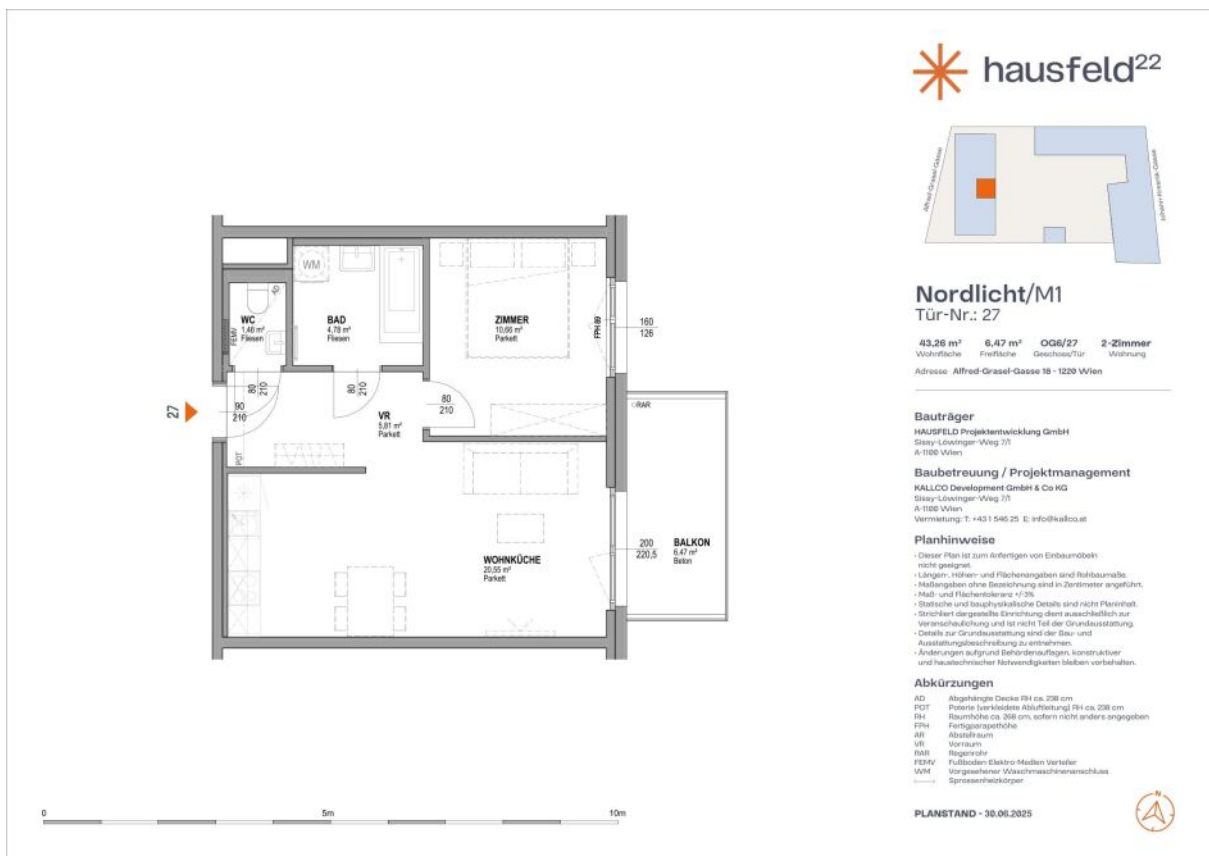 hausfeld22
Alfred-Grasel-Gasse
Nordlicht/M1
Tür-Nr.: 27
43,26 m² 6,47 m² OG6/27 2-Zimmer
Wohnfläche Freifläche Geschoss/Tür Wohnung
Adresse Alfred-Grasel-Gasse 18 - 1220 Wien
Bauträger
HAUSFELD Projektentwicklung GmbH
Sissy-Löwinger-Weg 7/1
A-1100 Wien
Baubetreuung / Projektmanagement
KALLCO Development GmbH & Co KG
Sissy-Löwinger-Weg 7/1
A-1100 Wien
Vermietung: T: +43 1 546 25 E: info@kallco.at
Planhinweise
- Dieser Plan ist zum Anfertigen von Einbaumöbeln
nicht geeignet.
- Längen-, Höhen- und Flächenangaben sind Rohbaumaße.
- Maßangaben ohne Bezeichnung sind in Zentimeter angeführt.
- Maß- und Flächentoleranz +/-3%
- Statische und bauphysikalische Details sind nicht Planinhalt.
- Strichliert dargestellte Einrichtung dient ausschließlich zur
Veranschaulichung und ist nicht Teil der Grundausstattung.
- Details zur Grundausstattung sind der Bau- und
Ausstattungsbeschreibung zu entnehmen.
- Änderungen aufgrund Behördenauflagen, konstruktiver
und haustechnischer Notwendigkeiten bleiben vorbehalten.
Abkürzungen
AD Abgehängte Decke RH ca. 238 cm
POT Poterie (verkleidete Abluftleitung) RH ca. 238 cm
RH Raumhöhe ca. 268 cm, sofern nicht anders angegeben
FPH Fertigparapethöhe
AR Abstellraum
VR Vorraum
RAR Regenrohr
FEMV Fußboden-Elektro-Medien Verteiler
WM Vorgesehener Waschmaschinenanschluss
Sprossenheizkörper
PLANSTAND - 30.06.2025
N
WM
AD
WC
1,46 m²
Fliesen
FEMV
BAD
4,78 m²
Fliesen
ZIMMER
10,66 m²
Parkett
FPH 89
160
126
80
210
80
210
80
210
90
210
27
VR
5,81 m²
Parkett
POT
RAR
WOHNKÜCHE
20,55 m²
Parkett
200
220,5
BALKON
6,47 m²
Beton
0 5m 10m